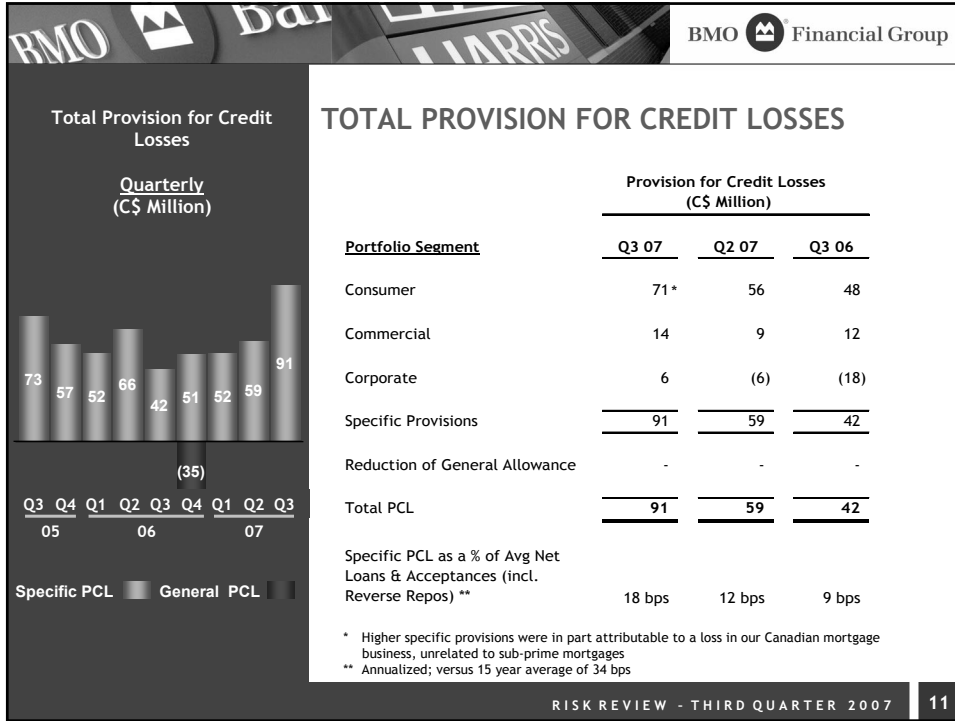 BMO
Ba
HARRIS
BMO Financial Group
Total Provision for Credit
Losses
Quarterly
(C$ Million)
73 57 52 66 42 51 52 59 91
(35)
Q3 Q4 Q1 Q2 Q3 Q4 Q1 Q2 Q3
05 06 07
Specific PCL General PCL
TOTAL PROVISION FOR CREDIT LOSSES
Provision for Credit Losses
(C$ Million)
Portfolio Segment Q3 07 Q2 07 Q3 06
Consumer 71* 56 48
Commercial 14 9 12
Corporate 6 (6) (18)
Specific Provisions 91 59 42
Reduction of General Allowance - - -
Total PCL 91 59 42
Specific PCL as a % of Avg Net
Loans & Acceptances (incl.
Reverse Repos) ** 18 bps 12 bps 9 bps
* Higher specific provisions were in part attributable to a loss in our Canadian mortgage
business, unrelated to sub-prime mortgages
** Annualized; versus 15 year average of 34 bps
RISK REVIEW - THIRD QUARTER 2007 11